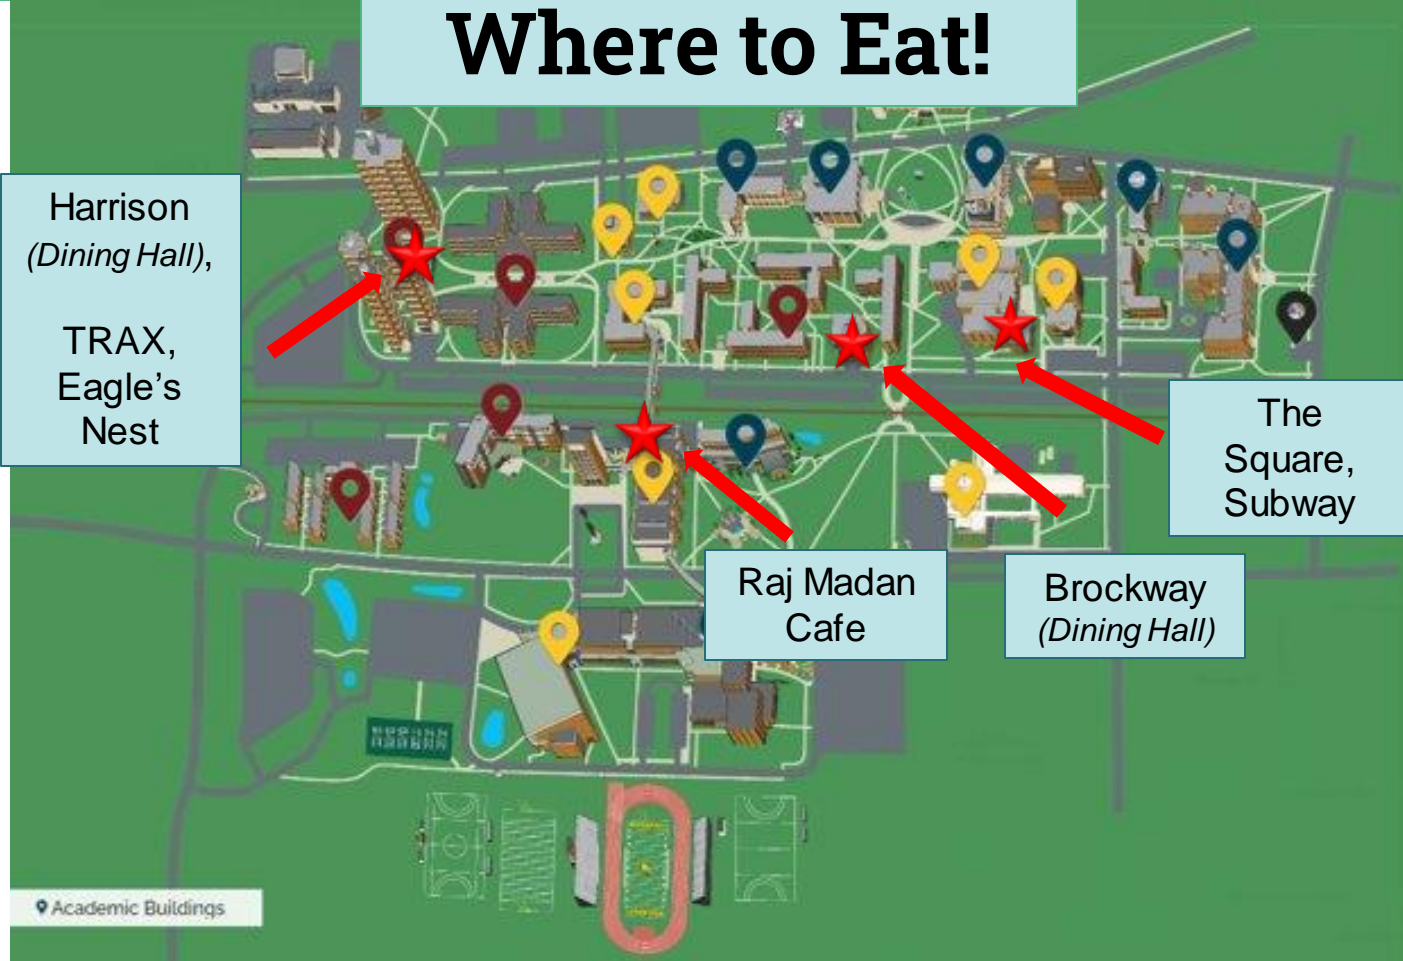 Where to Eat!
Harrison
(Dining Hall),
TRAX,
Eagle's
Nest
The
Square,
Subway
Raj Madan
Cafe
Brockway
(Dining Hall)
Academic Buildings